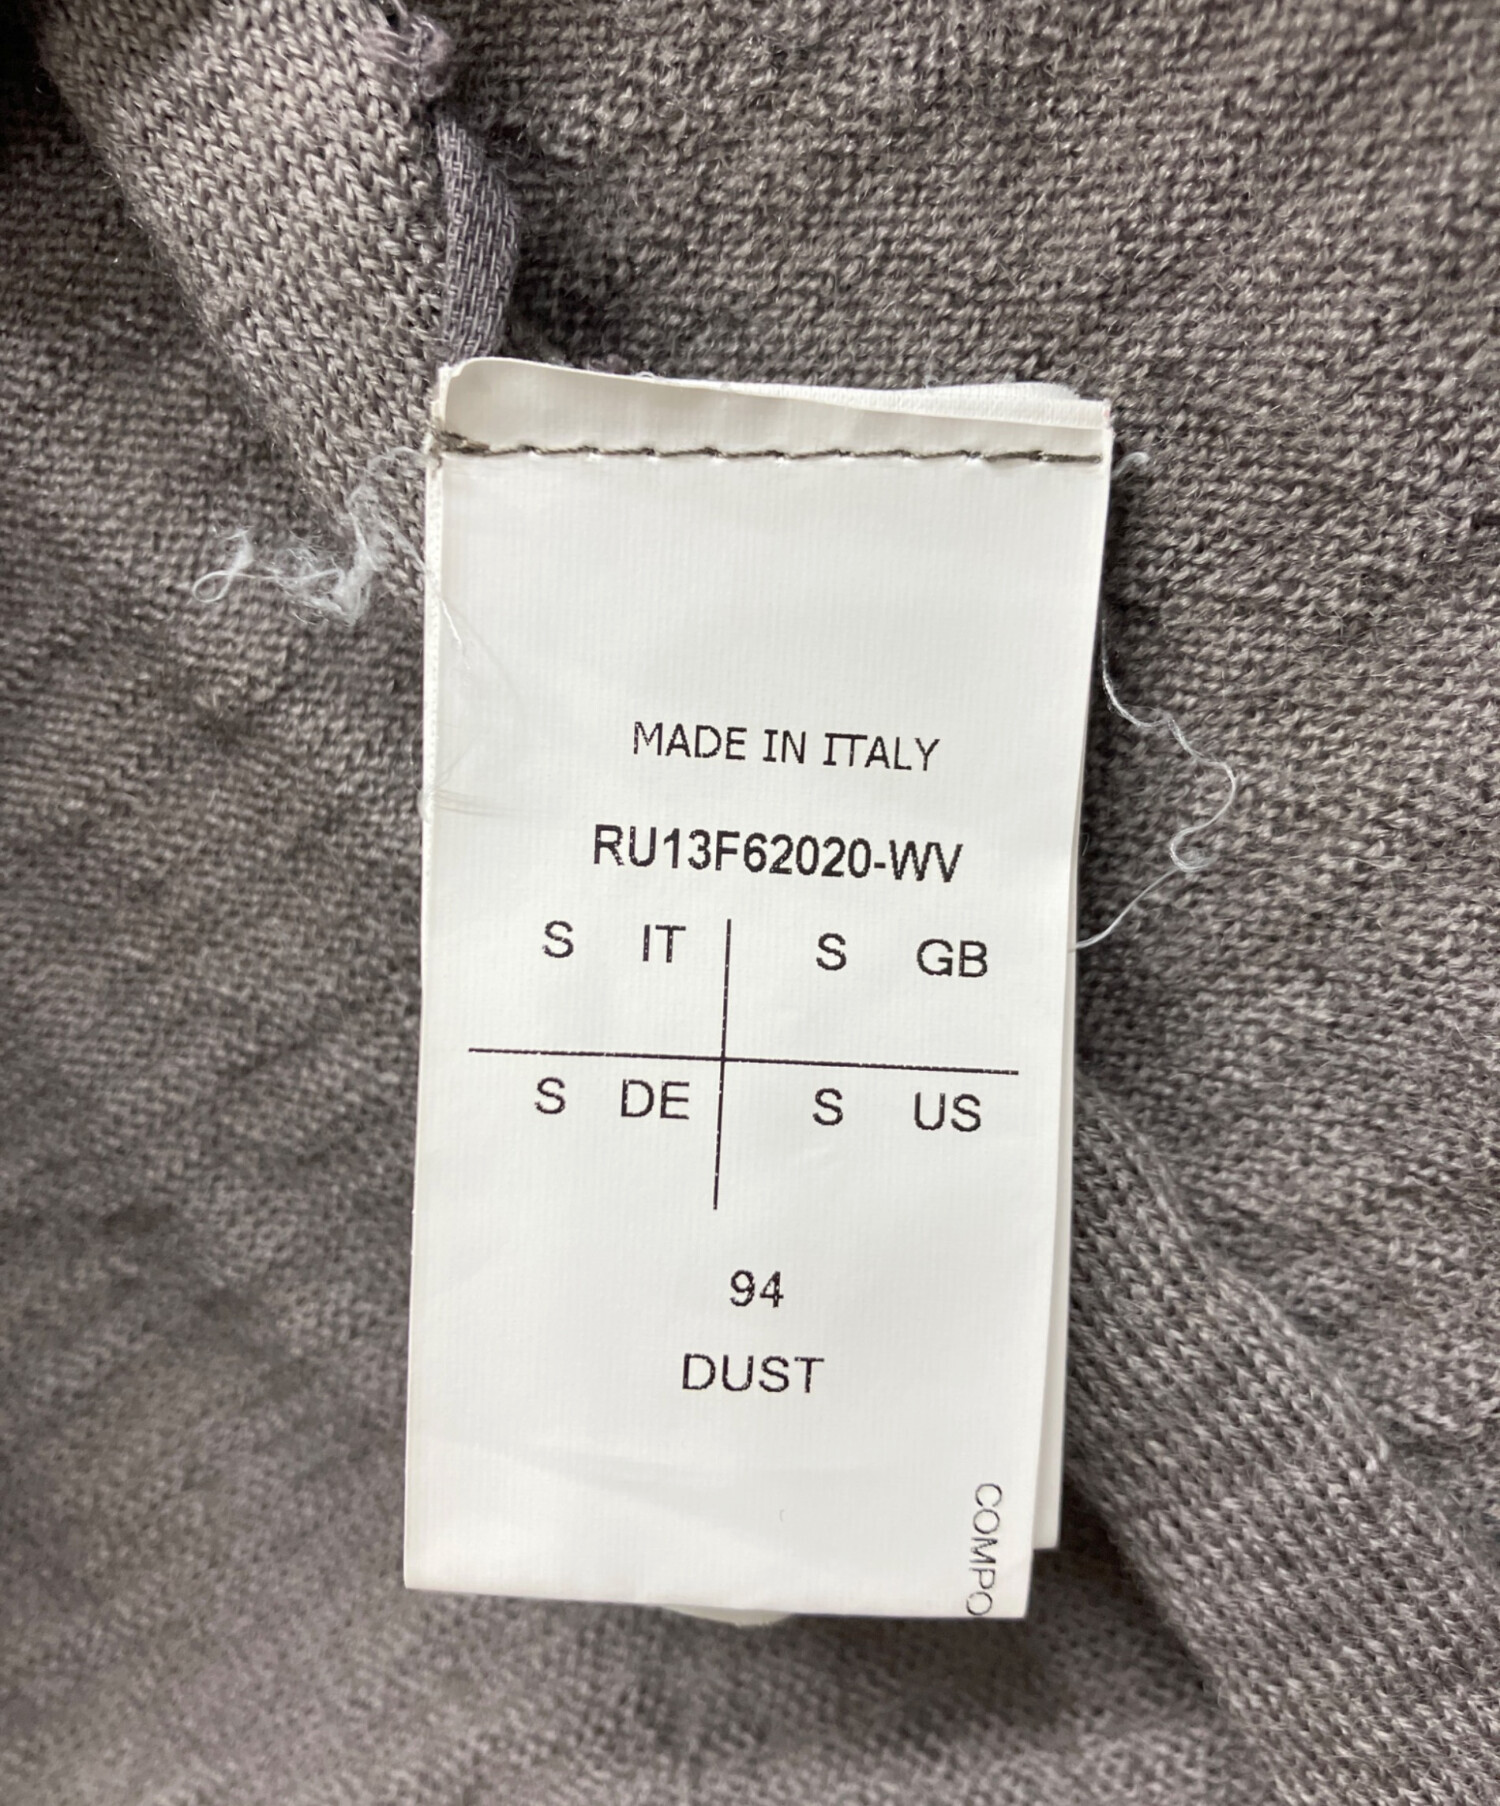 MADE IN ITALY
RU13F62020-WV
S IT S GB
S DE S US
94
DUST
COMPO